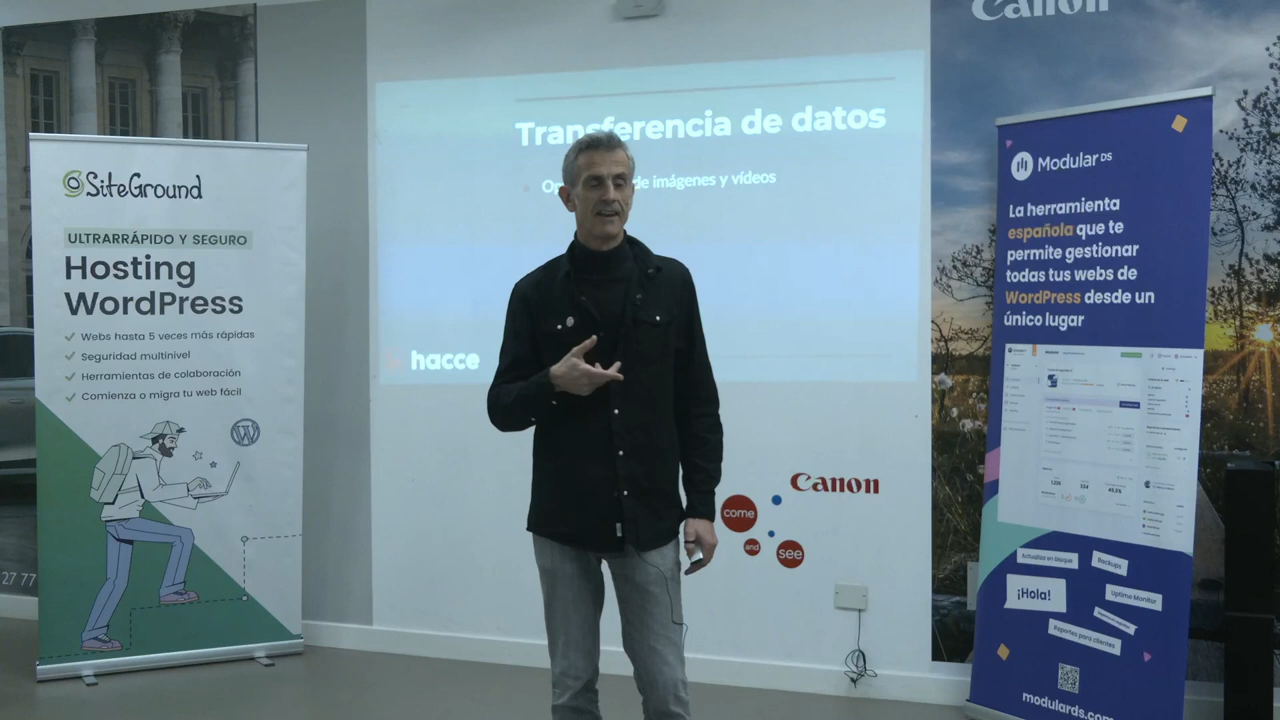 Canon
SiteGround
ULTRARRÁPIDO Y SEGURO
Hosting
WordPress
Webs hasta 5 veces más rápidas
Seguridad multinivel
Herramientas de colaboración
Comienza o migra tu web fácil
27 77
Transferencia de datos
de imágenes y vídeos
hacce
Canon
come
and
see
Modular DS
La herramienta
española que te
permite gestionar
todas tus webs de
WordPress desde un
único lugar
Actualiza en bloque
Backups
¡Hola!
Uptime Monitor
Reportes para clientes
modulards.com